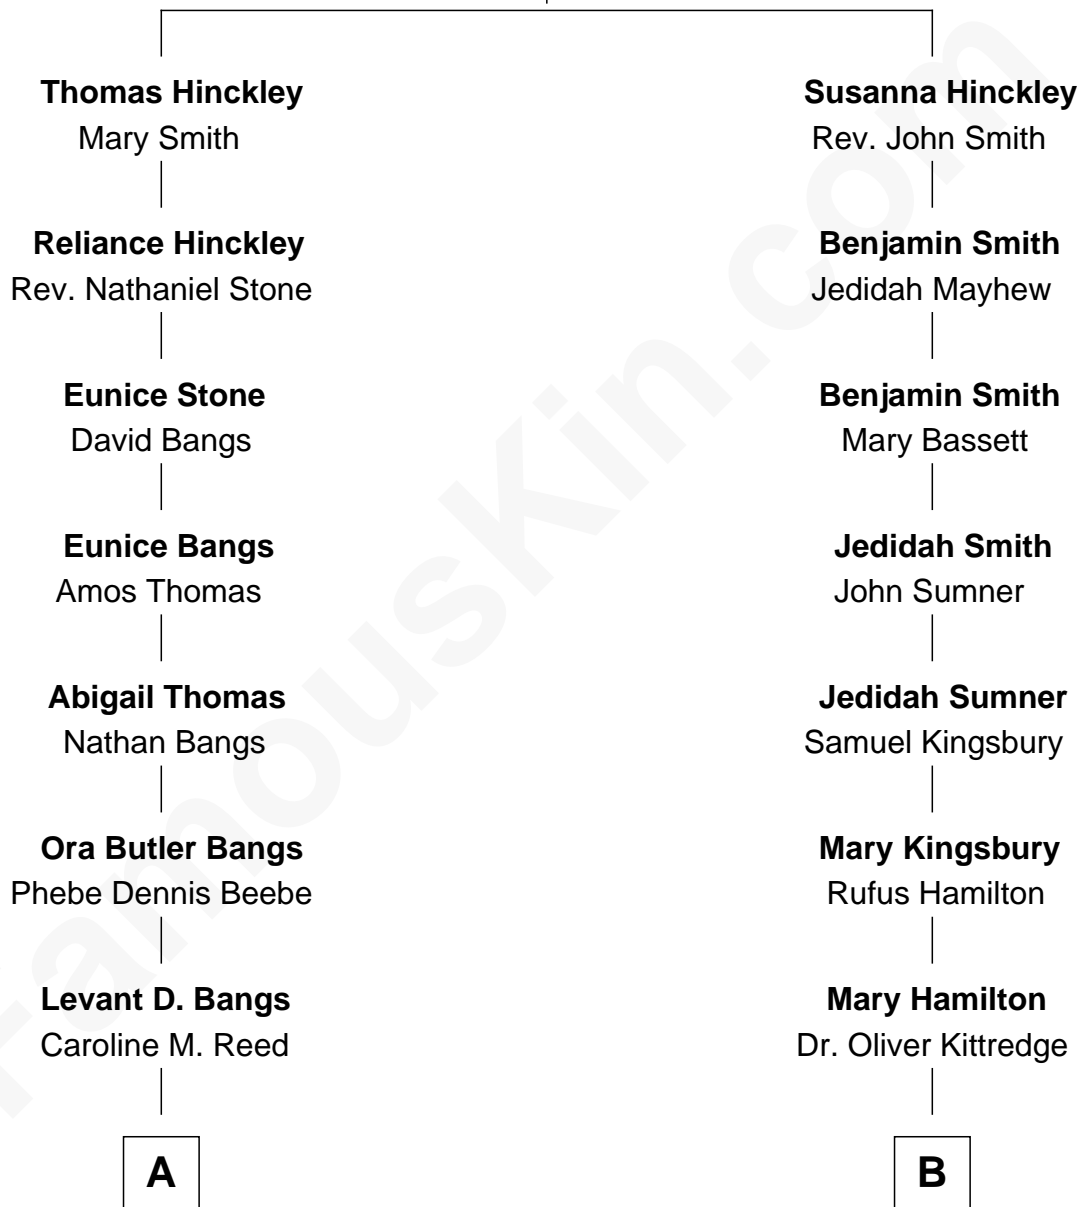 Thomas Hinckley
Mary Smith
Reliance Hinckley
Rev. Nathaniel Stone
Eunice Stone
David Bangs
Eunice Bangs
Amos Thomas
Abigail Thomas
Nathan Bangs
Ora Butler Bangs
Phebe Dennis Beebe
Levant D. Bangs
Caroline M. Reed
A
Susanna Hinckley
Rev. John Smith
Benjamin Smith
Jedidah Mayhew
Benjamin Smith
Mary Bassett
Jedidah Smith
John Sumner
Jedidah Sumner
Samuel Kingsbury
Mary Kingsbury
Rufus Hamilton
Mary Hamilton
Dr. Oliver Kittredge
B
FamousKin.com